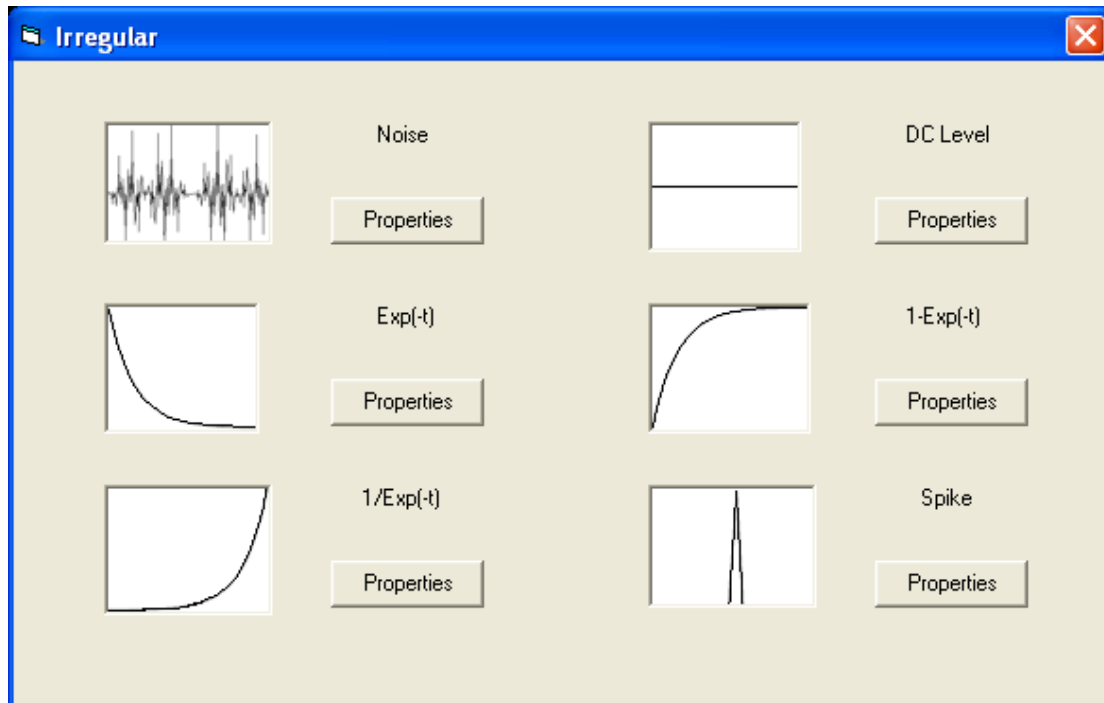 Irregular
Noise
DC Level
Properties
Properties
Exp(-t)
1-Exp(-t)
Properties
Properties
1/Exp(-t)
Spike
Properties
Properties